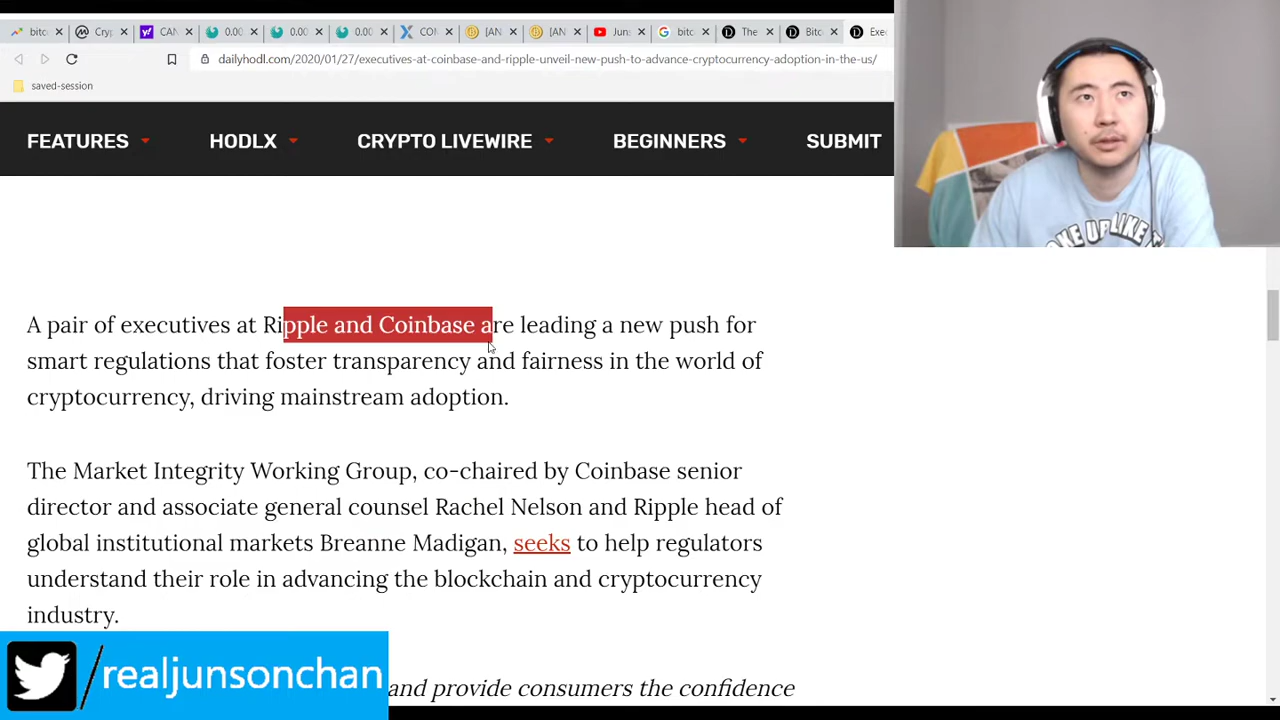 bitc
Cry
CAN
0.00
0.00
0.00
CON
[AN
[AN
Jun:
bitc
The
Bitc
Exe
dailyhodl.com/2020/01/27/executives-at-coinbase-and-ripple-unveil-new-push-to-advance-cryptocurrency-adoption-in-the-us/
saved-session
FEATURES HODLX CRYPTO LIVEWIRE BEGINNERS SUBMIT
A pair of executives at Ripple and Coinbase are leading a new push for
smart regulations that foster transparency and fairness in the world of
cryptocurrency, driving mainstream adoption.
The Market Integrity Working Group, co-chaired by Coinbase senior
director and associate general counsel Rachel Nelson and Ripple head of
global institutional markets Breanne Madigan, seeks to help regulators
understand their role in advancing the blockchain and cryptocurrency
industry.
and provide consumers the confidence
/realjunsonchan